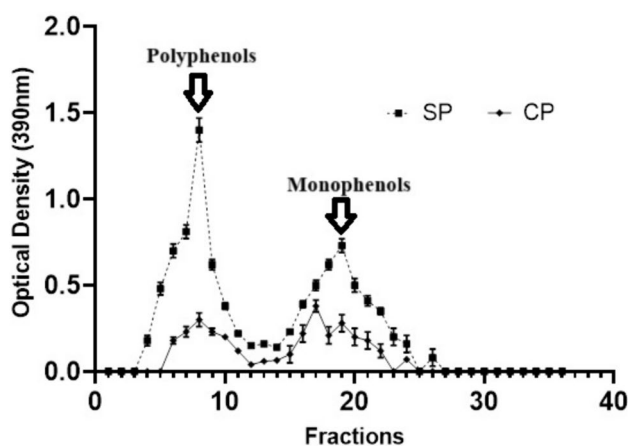 2.0
Polyphenols
1.5
SP CP
Monophenols
1.0
0.5
0.0
0 10 20 30 40
Fractions
Optical Density (390nm)